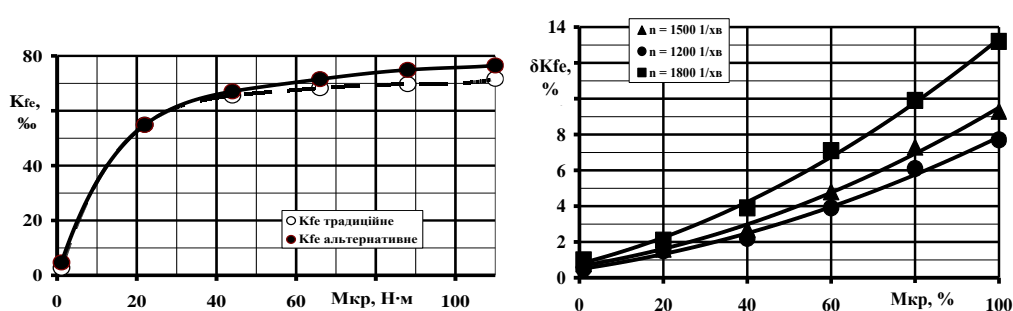 80
Kfe,
‰
40
20
0
0
20
40
60
Мкр, Н·м
100
Kfe традиційне
Kfe альтернативне
14
δKfe,
%
8
6
4
2
0
0
20
40
60
Мкр, %
100
n = 1500 1/хв
n = 1200 1/хв
n = 1800 1/хв